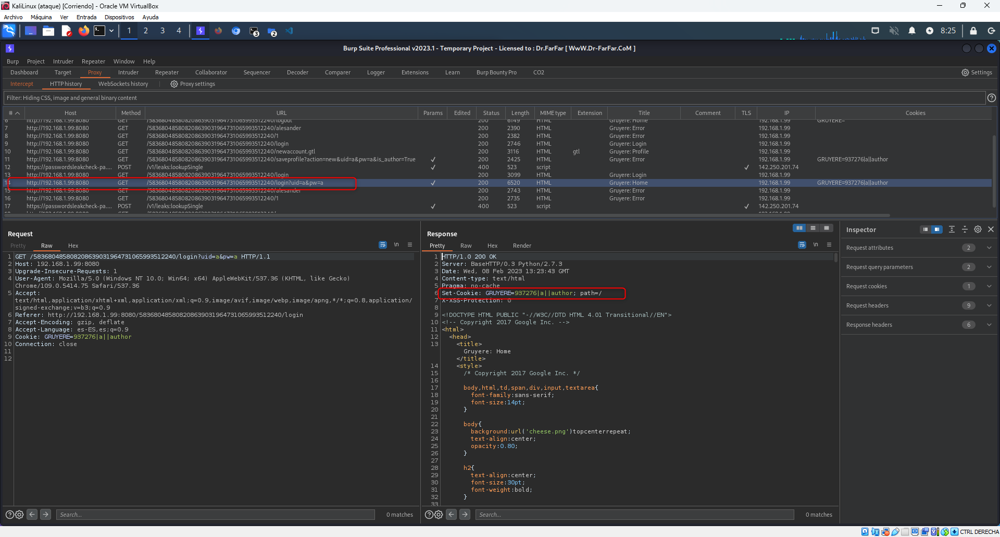 KaliLinux (ataque) [Corriendo] - Oracle VM VirtualBox
Archivo Máquina Ver Entrada Dispositivos Ayuda
1 2 3 4 3 2 8:25
Burp Suite Professional v2023.1 - Temporary Project - Licensed to : Dr.FarFar [ WwW.Dr-FarFar.CoM ]
Burp Project Intruder Repeater Window Help
Dashboard Target Proxy Intruder Repeater Collaborator Sequencer Decoder Comparer Logger Extensions Learn Burp Bounty Pro CO2 Settings
Intercept HTTP history WebSockets history Proxy settings
Filter: Hiding CSS, image and general binary content
# Host Method URL Params Edited Status Length MIME type Extension Title Comment TLS IP Cookies
6 http://192.168.1.99:8080 GET /583680485808208639031964731065993512240/logout 200 6149 HTML Gruyere: Home 192.168.1.99 GRUYERE=
7 http://192.168.1.99:8080 GET /583680485808208639031964731065993512240/alesander 200 2390 HTML Gruyere: Error 192.168.1.99
8 http://192.168.1.99:8080 GET /583680485808208639031964731065993512240/1 200 2382 HTML Gruyere: Error 192.168.1.99
9 http://192.168.1.99:8080 GET /583680485808208639031964731065993512240/login 200 2746 HTML Gruyere: Login 192.168.1.99
10 http://192.168.1.99:8080 GET /583680485808208639031964731065993512240/newaccount.gtl 200 3116 HTML gtl Gruyere: Profile 192.168.1.99
11 http://192.168.1.99:8080 GET /583680485808208639031964731065993512240/saveprofile?action=new&uid=a&pw=a&is_author=True ✓ 200 2425 HTML Gruyere: Error 192.168.1.99 GRUYERE=937276|a||author
12 https://passwordsleakcheck-pa.... POST /v1/leaks:lookupSingle ✓ 400 523 script ✓ 142.250.201.74
13 http://192.168.1.99:8080 GET /583680485808208639031964731065993512240/login 200 3099 HTML Gruyere: Login 192.168.1.99
14 http://192.168.1.99:8080 GET /583680485808208639031964731065993512240/login?uid=a&pw=a ✓ 200 6520 HTML Gruyere: Home 192.168.1.99 GRUYERE=937276|a||author
15 http://192.168.1.99:8080 GET /583680485808208639031964731065993512240/alesander 200 2743 HTML Gruyere: Error 192.168.1.99
16 http://192.168.1.99:8080 GET /583680485808208639031964731065993512240/1 200 2735 HTML Gruyere: Error 192.168.1.99
17 https://passwordsleakcheck-pa.... POST /v1/leaks:lookupSingle ✓ 400 523 script ✓ 142.250.201.74
Request
Pretty Raw Hex \n
1 GET /583680485808208639031964731065993512240/login?uid=a&pw=a HTTP/1.1
2 Host: 192.168.1.99:8080
3 Upgrade-Insecure-Requests: 1
4 User-Agent: Mozilla/5.0 (Windows NT 10.0; Win64; x64) AppleWebKit/537.36 (KHTML, like Gecko)
Chrome/109.0.5414.75 Safari/537.36
5 Accept:
text/html,application/xhtml+xml,application/xml;q=0.9,image/avif,image/webp,image/apng,*/*;q=0.8,application/
signed-exchange;v=b3;q=0.9
6 Referer: http://192.168.1.99:8080/583680485808208639031964731065993512240/login
7 Accept-Encoding: gzip, deflate
8 Accept-Language: es-ES,es;q=0.9
9 Cookie: GRUYERE=937276|a||author
10 Connection: close
11
12
Search... 0 matches
Response
Pretty Raw Hex Render \n
1 HTTP/1.0 200 OK
2 Server: BaseHTTP/0.3 Python/2.7.3
3 Date: Wed, 08 Feb 2023 13:23:43 GMT
4 Content-type: text/html
5 Pragma: no-cache
6 Set-Cookie: GRUYERE=937276|a||author; path=/
7 X-XSS-Protection: 0
8
9 <!DOCTYPE HTML PUBLIC "-//W3C//DTD HTML 4.01 Transitional//EN">
10 <!-- Copyright 2017 Google Inc. -->
11 <html>
12 <head>
13 <title>
Gruyere: Home
</title>
14 <style>
15 /* Copyright 2017 Google Inc. */
16
17 body,html,td,span,div,input,textarea{
18 font-family:sans-serif;
19 font-size:14pt;
20 }
21
22 body{
23 background:url('cheese.png')topcenterrepeat;
24 text-align:center;
25 opacity:0.80;
26 }
27
28 h2{
29 text-align:center;
30 font-size:30pt;
31 font-weight:bold;
32 }
33
Search... 0 matches
Inspector
Request attributes 2
Request query parameters 2
Request cookies 1
Request headers 9
Response headers 6
CTRL DERECHA